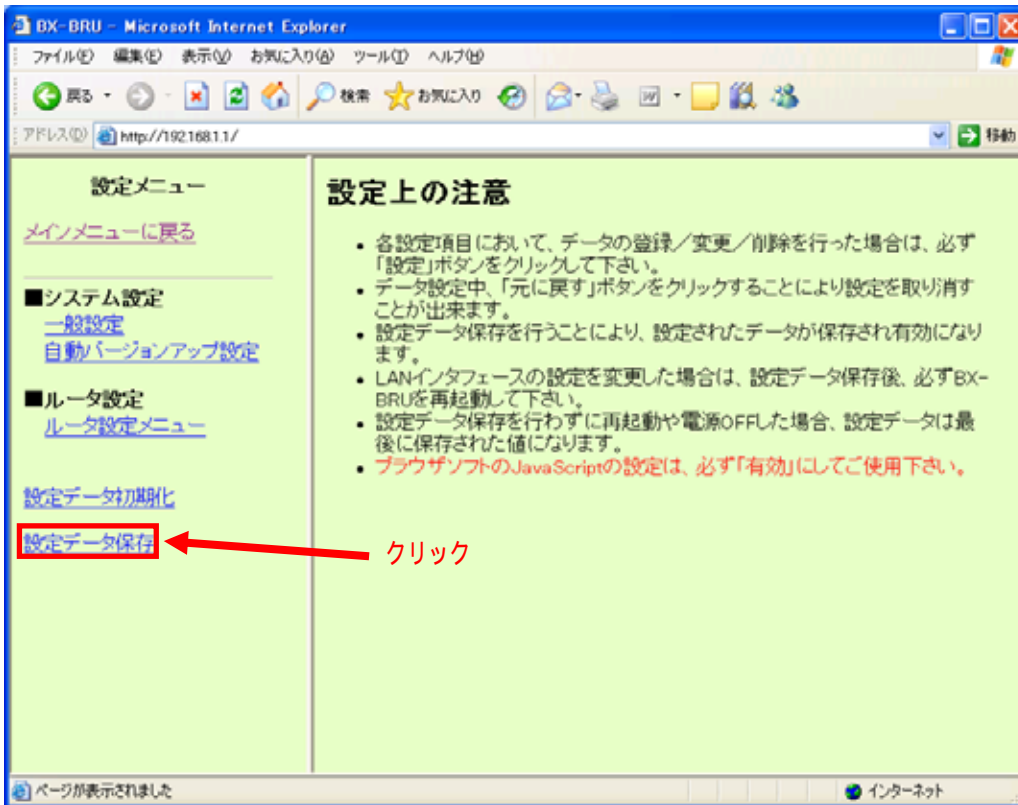 BX-BRU - Microsoft Internet Explorer
ファイル(F) 編集(E) 表示(V) お気に入り(A) ツール(T) ヘルプ(H)
戻る 検索 お気に入り
アドレス(D) http://192.168.1.1/ 移動
設定メニュー
メインメニューに戻る
■システム設定
一般設定
自動バージョンアップ設定
■ルータ設定
ルータ設定メニュー
設定データ初期化
設定データ保存
クリック
設定上の注意
• 各設定項目において、データの登録／変更／削除を行った場合は、必ず
「設定」ボタンをクリックして下さい。
• データ設定中、「元に戻す」ボタンをクリックすることにより設定を取り消す
ことが出来ます。
• 設定データ保存を行うことにより、設定されたデータが保存され有効になり
ます。
• LANインタフェースの設定を変更した場合は、設定データ保存後、必ずBX-
BRUを再起動して下さい。
• 設定データ保存を行わずに再起動や電源OFFした場合、設定データは最
後に保存された値になります。
• ブラウザソフトのJavaScriptの設定は、必ず「有効」にしてご使用下さい。
ページが表示されました インターネット